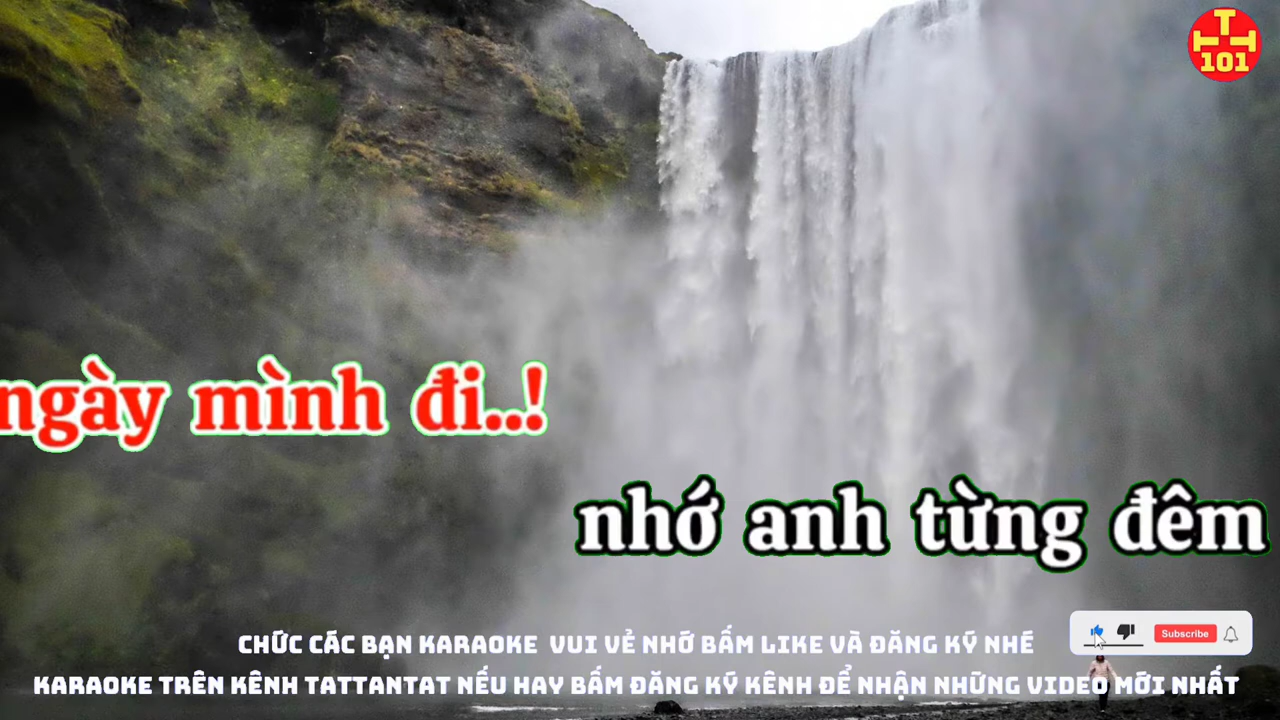 T
TH
101
ngày mình đi..!
nhớ anh từng đêm
CHỨC CÁC BẠN KARAOKE VUI VẺ NHỚ BẤM LIKE VÀ ĐĂNG KÝ NHÉ
Subscribe
KARAOKE TRÊN KÊNH TATTANTAT NẾU HAY BẤM ĐĂNG KÝ KÊNH ĐỂ NHẬN NHỮNG VIDEO MỚI NHẤT